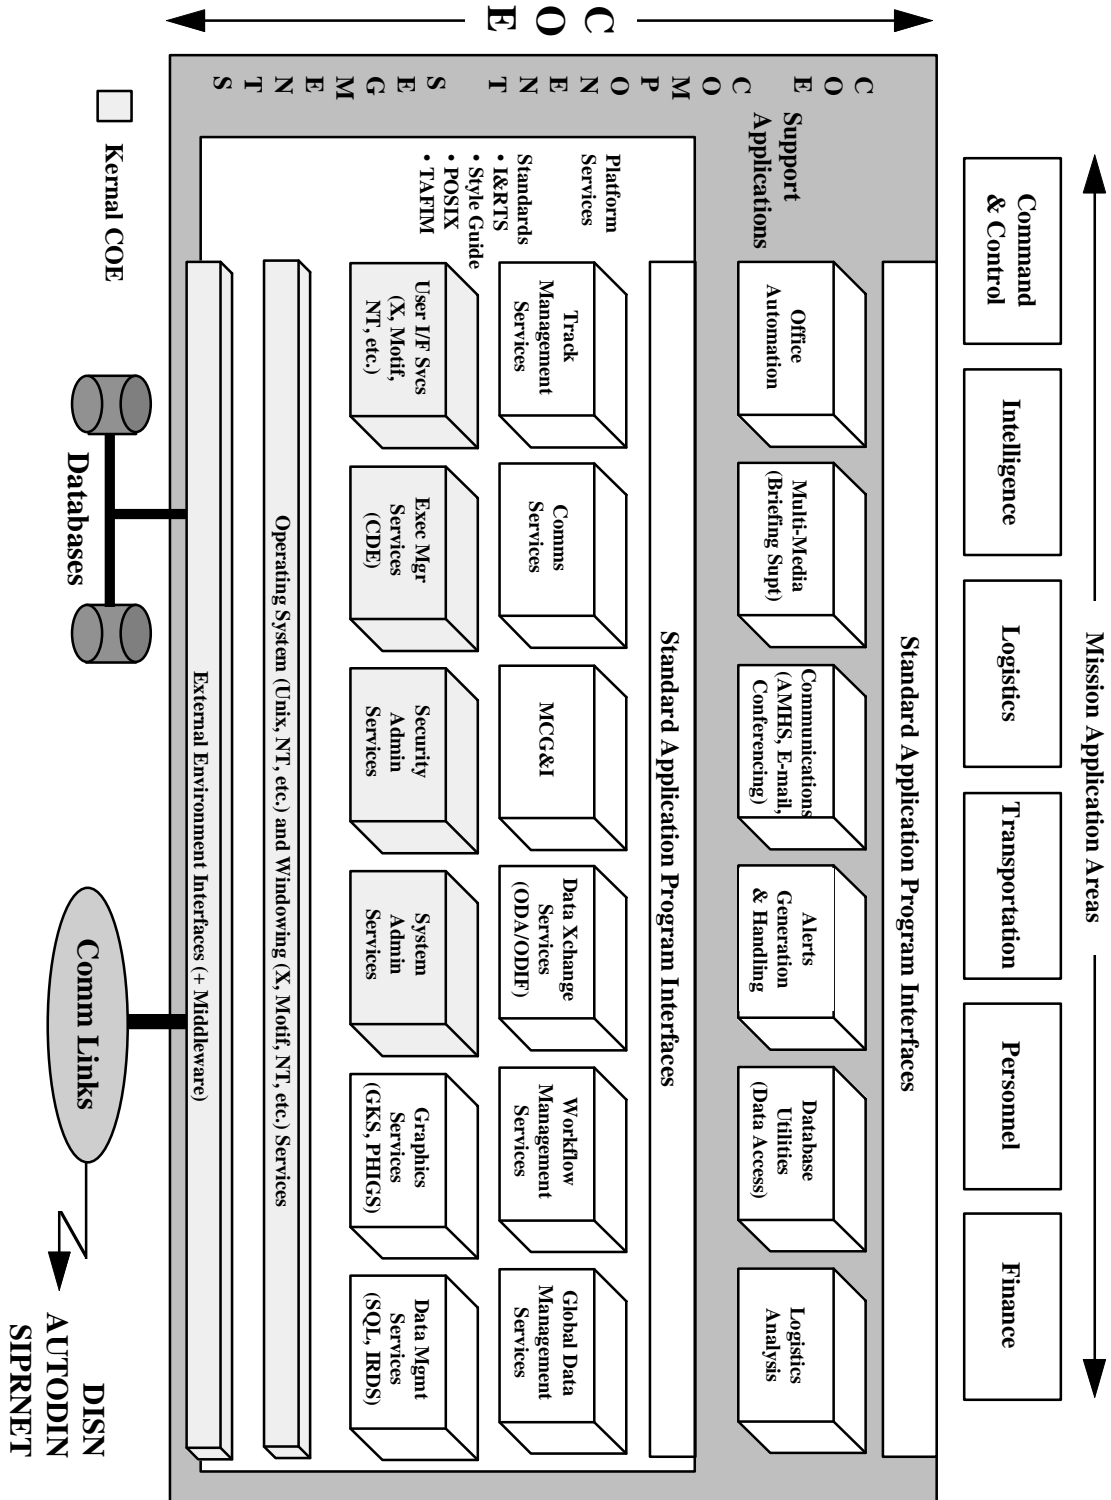 Mission Application Areas
Command
& Control
Intelligence
Logistics
Transportation
Personnel
Finance
C O E
C O E C O M P O N E N T S E G M E N T S
Standard Application Program Interfaces
Support
Applications
Office
Automation
Multi-Media
(Briefing Supt)
Communications
(AMHS, E-mail,
Conferencing)
Alerts
Generation
& Handling
Database
Utilities
(Data Access)
Logistics
Analysis
Standard Application Program Interfaces
Platform
Services
Standards
• I&RTS
• Style Guide
• POSIX
• TAFIM
Track
Management
Services
Comms
Services
MCG&I
Data Xchange
Services
(ODA/ODIF)
Workflow
Management
Services
Global Data
Management
Services
User I/F Svcs
(X, Motif,
NT, etc.)
Exec Mgr
Services
(CDE)
Security
Admin
Services
System
Admin
Services
Graphics
Services
(GKS, PHIGS)
Data Mgmt
Services
(SQL, IRDS)
Operating System (Unix, NT, etc.) and Windowing (X, Motif, NT, etc.) Services
External Environment Interfaces (+ Middleware)
Kernal COE
Databases
Comm Links
DISN
AUTODIN
SIPRNET